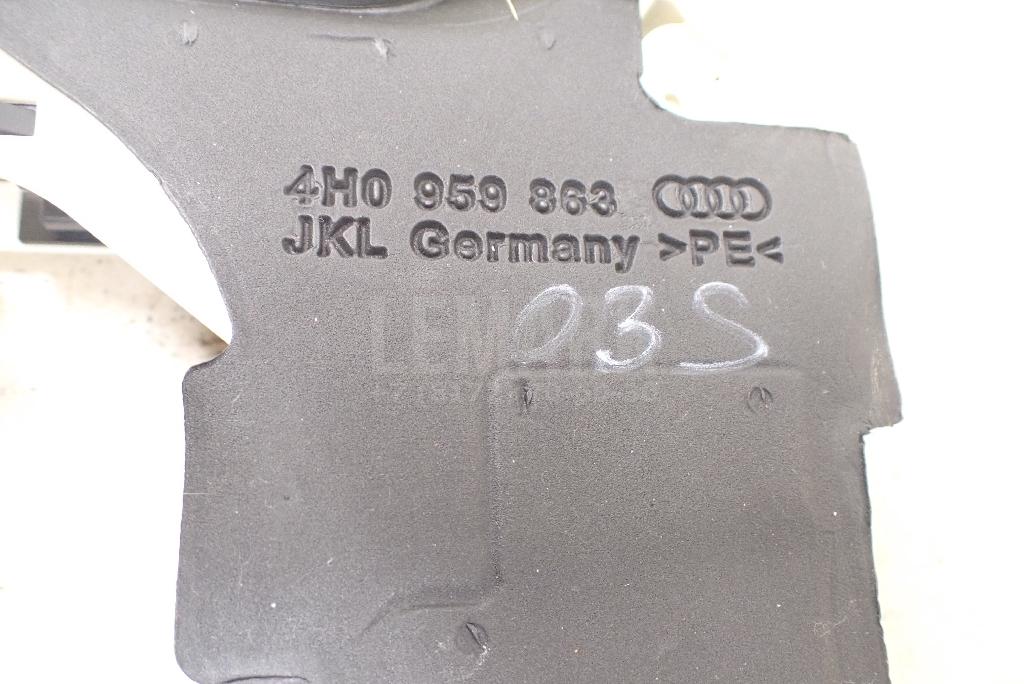 4H0 959 863
JKL Germany >PE<
03S